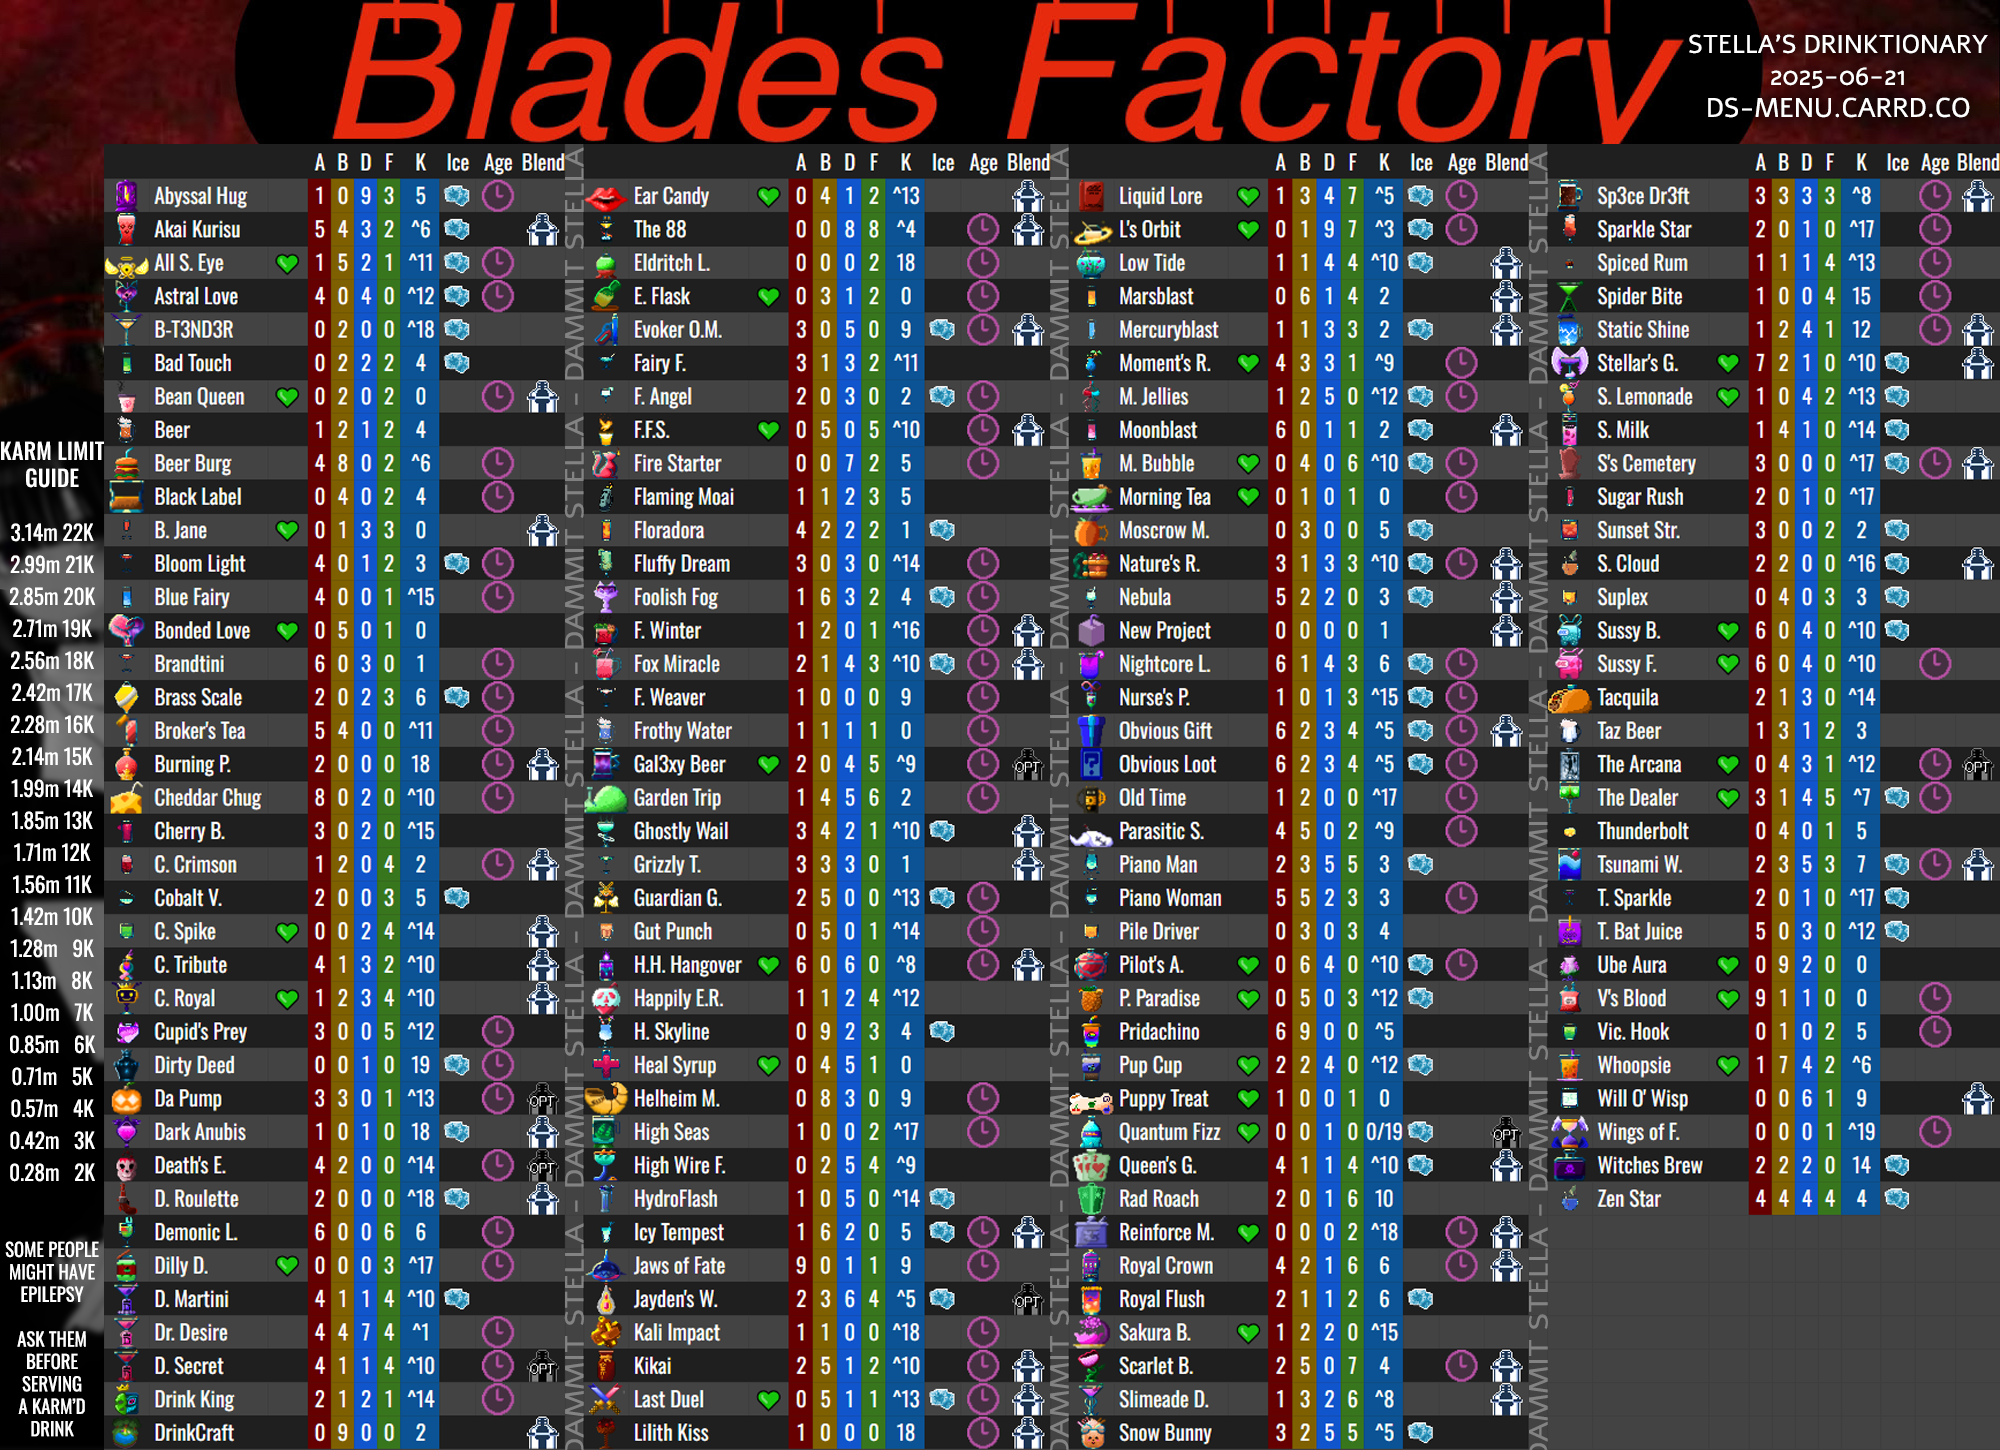 Blades Factory
STELLA'S DRINKTIONARY
2025-06-21
DS-MENU.CARRD.CO
A B D F K Ice Age Blend
Abyssal Hug 1 0 9 3 5
Akai Kurisu 5 4 3 2 ^6
All S. Eye 1 5 2 1 ^11
Astral Love 4 0 4 0 ^12
B-T3ND3R 0 2 0 0 ^18
Bad Touch 0 2 2 2 4
Bean Queen 0 2 0 2 0
Beer 1 2 1 2 4
Beer Burg 4 8 0 2 ^6
Black Label 0 4 0 2 4
B. Jane 0 1 3 3 0
Bloom Light 4 0 1 2 3
Blue Fairy 4 0 0 1 ^15
Bonded Love 0 5 0 1 0
Brandtini 6 0 3 0 1
Brass Scale 2 0 2 3 6
Broker's Tea 5 4 0 0 ^11
Burning P. 2 0 0 0 18
Cheddar Chug 8 0 2 0 ^10
Cherry B. 3 0 2 0 ^15
C. Crimson 1 2 0 4 2
Cobalt V. 2 0 0 3 5
C. Spike 0 0 2 4 ^14
C. Tribute 4 1 3 2 ^10
C. Royal 1 2 3 4 ^10
Cupid's Prey 3 0 0 5 ^12
Dirty Deed 0 0 1 0 19
Da Pump 3 3 0 1 ^13 OPT
Dark Anubis 1 0 1 0 18
Death's E. 4 2 0 0 ^14 OPT
D. Roulette 2 0 0 0 ^18
Demonic L. 6 0 0 6 6
Dilly D. 0 0 0 3 ^17
D. Martini 4 1 1 4 ^10
Dr. Desire 4 4 7 4 ^1
D. Secret 4 1 1 4 ^10 OPT
Drink King 2 1 2 1 ^14
DrinkCraft 0 9 0 0 2
DAMMIT STELLA - DAMMIT STELLA - DAMMIT STELLA - DAMMIT STELLA
A B D F K Ice Age Blend
Ear Candy 0 4 1 2 ^13
The 88 0 0 8 8 ^4
Eldritch L. 0 0 0 2 18
E. Flask 0 3 1 2 0
Evoker O.M. 3 0 5 0 9
Fairy F. 3 1 3 2 ^11
F. Angel 2 0 3 0 2
F.F.S. 0 5 0 5 ^10
Fire Starter 0 0 7 2 5
Flaming Moai 1 1 2 3 5
Floradora 4 2 2 2 1
Fluffy Dream 3 0 3 0 ^14
Foolish Fog 1 6 3 2 4
F. Winter 1 2 0 1 ^16
Fox Miracle 2 1 4 3 ^10
F. Weaver 1 0 0 0 9
Frothy Water 1 1 1 1 0
Gal3xy Beer 2 0 4 5 ^9 OPT
Garden Trip 1 4 5 6 2
Ghostly Wail 3 4 2 1 ^10
Grizzly T. 3 3 3 0 1
Guardian G. 2 5 0 0 ^13
Gut Punch 0 5 0 1 ^14
H.H. Hangover 6 0 6 0 ^8
Happily E.R. 1 1 2 4 ^12
H. Skyline 0 9 2 3 4
Heal Syrup 0 4 5 1 0
Helheim M. 0 8 3 0 9
High Seas 1 0 0 2 ^17
High Wire F. 0 2 5 4 ^9
HydroFlash 1 0 5 0 ^14
Icy Tempest 1 6 2 0 5
Jaws of Fate 9 0 1 1 9
Jayden's W. 2 3 6 4 ^5 OPT
Kali Impact 1 1 0 0 ^18
Kikai 2 5 1 2 ^10
Last Duel 0 5 1 1 ^13
Lilith Kiss 1 0 0 0 18
DAMMIT STELLA - DAMMIT STELLA - DAMMIT STELLA - DAMMIT STELLA
A B D F K Ice Age Blend
Liquid Lore 1 3 4 7 ^5
L's Orbit 0 1 9 7 ^3
Low Tide 1 1 4 4 ^10
Marsblast 0 6 1 4 2
Mercuryblast 1 1 3 3 2
Moment's R. 4 3 3 1 ^9
M. Jellies 1 2 5 0 ^12
Moonblast 6 0 1 1 2
M. Bubble 0 4 0 6 ^10
Morning Tea 0 1 0 1 0
Moscrow M. 0 3 0 0 5
Nature's R. 3 1 3 3 ^10
Nebula 5 2 2 0 3
New Project 0 0 0 0 1
Nightcore L. 6 1 4 3 6
Nurse's P. 1 0 1 3 ^15
Obvious Gift 6 2 3 4 ^5
Obvious Loot 6 2 3 4 ^5
Old Time 1 2 0 0 ^17
Parasitic S. 4 5 0 2 ^9
Piano Man 2 3 5 5 3
Piano Woman 5 5 2 3 3
Pile Driver 0 3 0 3 4
Pilot's A. 0 6 4 0 ^10
P. Paradise 0 5 0 3 ^12
Pridachino 6 9 0 0 ^5
Pup Cup 2 2 4 0 ^12
Puppy Treat 1 0 0 1 0
Quantum Fizz 0 0 1 0 0/19 OPT
Queen's G. 4 1 1 4 ^10
Rad Roach 2 0 1 6 10
Reinforce M. 0 0 0 2 ^18
Royal Crown 4 2 1 6 6
Royal Flush 2 1 1 2 6
Sakura B. 1 2 2 0 ^15
Scarlet B. 2 5 0 7 4
Slimeade D. 1 3 2 6 ^8
Snow Bunny 3 2 5 5 ^5
DAMMIT STELLA - DAMMIT STELLA - DAMMIT STELLA - DAMMIT STELLA
A B D F K Ice Age Blend
Sp3ce Dr3ft 3 3 3 3 ^8
Sparkle Star 2 0 1 0 ^17
Spiced Rum 1 1 1 4 ^13
Spider Bite 1 0 0 4 15
Static Shine 1 2 4 1 12
Stellar's G. 7 2 1 0 ^10
S. Lemonade 1 0 4 2 ^13
S. Milk 1 4 1 0 ^14
S's Cemetery 3 0 0 0 ^17
Sugar Rush 2 0 1 0 ^17
Sunset Str. 3 0 0 2 2
S. Cloud 2 2 0 0 ^16
Suplex 0 4 0 3 3
Sussy B. 6 0 4 0 ^10
Sussy F. 6 0 4 0 ^10
Tacquila 2 1 3 0 ^14
Taz Beer 1 3 1 2 3
The Arcana 0 4 3 1 ^12 OPT
The Dealer 3 1 4 5 ^7
Thunderbolt 0 4 0 1 5
Tsunami W. 2 3 5 3 7
T. Sparkle 2 0 1 0 ^17
T. Bat Juice 5 0 3 0 ^12
Ube Aura 0 9 2 0 0
V's Blood 9 1 1 0 0
Vic. Hook 0 1 0 2 5
Whoopsie 1 7 4 2 ^6
Will O' Wisp 0 0 6 1 9
Wings of F. 0 0 0 1 ^19
Witches Brew 2 2 2 0 14
Zen Star 4 4 4 4 4
KARM LIMIT
GUIDE
3.14m 22K
2.99m 21K
2.85m 20K
2.71m 19K
2.56m 18K
2.42m 17K
2.28m 16K
2.14m 15K
1.99m 14K
1.85m 13K
1.71m 12K
1.56m 11K
1.42m 10K
1.28m 9K
1.13m 8K
1.00m 7K
0.85m 6K
0.71m 5K
0.57m 4K
0.42m 3K
0.28m 2K
SOME PEOPLE
MIGHT HAVE
EPILEPSY
ASK THEM
BEFORE
SERVING
A KARM'D
DRINK